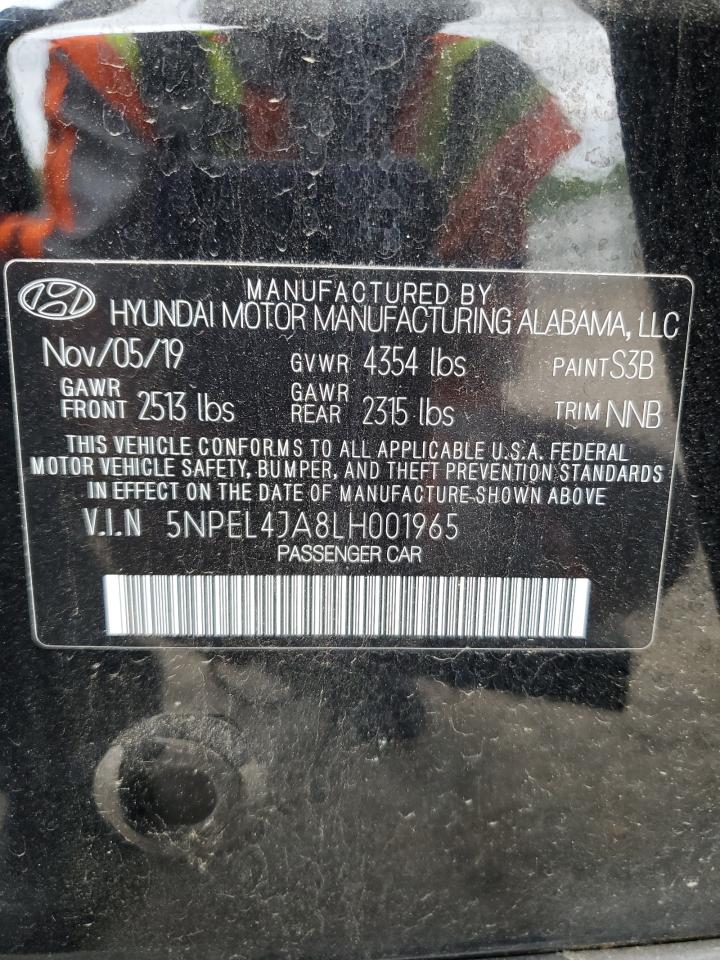 MANUFACTURED BY
HYUNDAI MOTOR MANUFACTURING ALABAMA, LLC
Nov/05/19 GVWR 4354 lbs PAINT S3B
GAWR FRONT 2513 lbs GAWR REAR 2315 lbs TRIM NNB
THIS VEHICLE CONFORMS TO ALL APPLICABLE U.S.A. FEDERAL
MOTOR VEHICLE SAFETY, BUMPER, AND THEFT PREVENTION STANDARDS
IN EFFECT ON THE DATE OF MANUFACTURE-SHOWN ABOVE
V.I.N 5NPEL4JA8LH001965
PASSENGER CAR